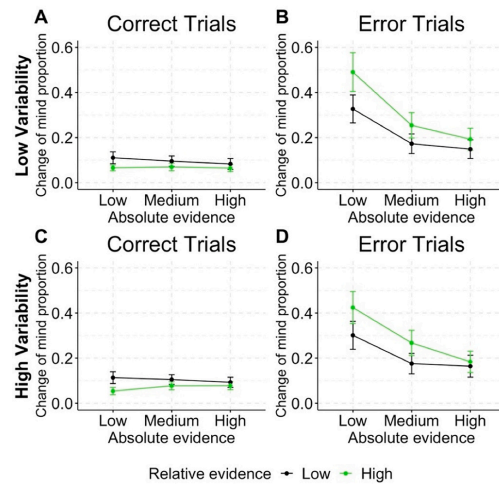 A Correct Trials
B Error Trials
Low Variability
Change of mind proportion
0.6
0.4
0.2
0.0
Low Medium High
Absolute evidence
Change of mind proportion
0.6
0.4
0.2
0.0
Low Medium High
Absolute evidence
C Correct Trials
D Error Trials
High Variability
Change of mind proportion
0.6
0.4
0.2
0.0
Low Medium High
Absolute evidence
Change of mind proportion
0.6
0.4
0.2
0.0
Low Medium High
Absolute evidence
Relative evidence Low High